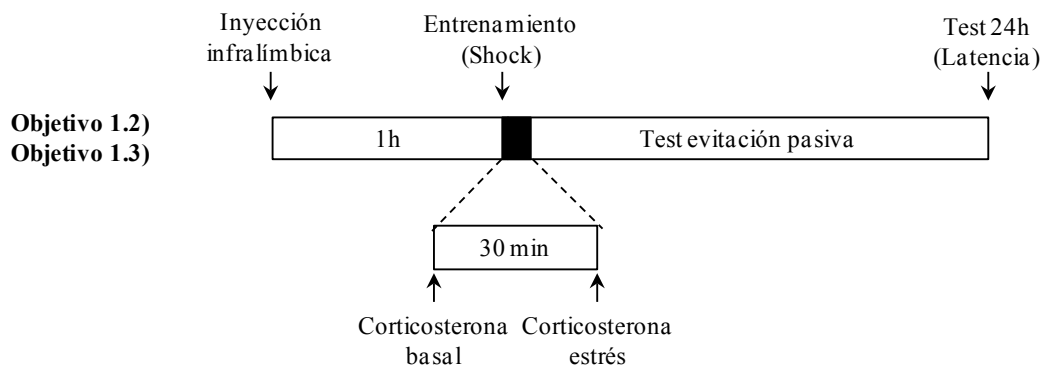 Inyección
infralímbica
Entrenamiento
(Shock)
Test 24h
(Latencia)
Objetivo 1.2)
Objetivo 1.3)
1h
Test evitación pasiva
30 min
Corticosterona
basal
Corticosterona
estrés